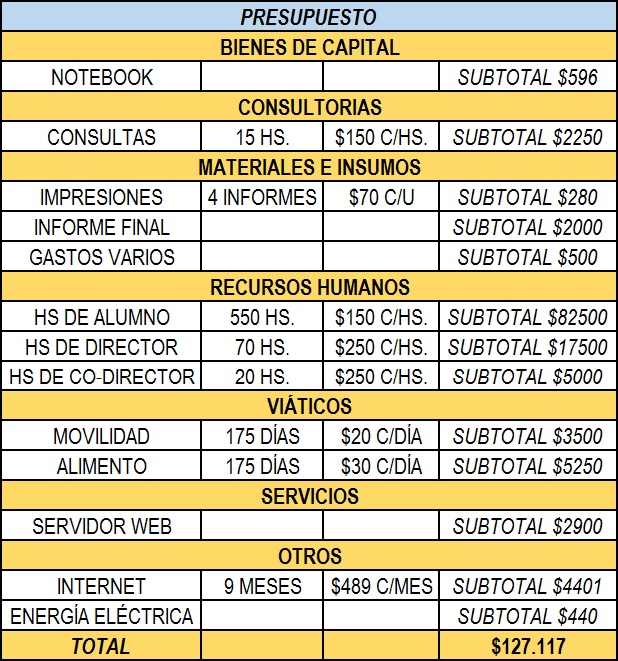 PRESUPUESTO
BIENES DE CAPITAL
NOTEBOOK SUBTOTAL $596
CONSULTORIAS
CONSULTAS 15 HS. $150 C/HS. SUBTOTAL $2250
MATERIALES E INSUMOS
IMPRESIONES 4 INFORMES $70 C/U SUBTOTAL $280
INFORME FINAL SUBTOTAL $2000
GASTOS VARIOS SUBTOTAL $500
RECURSOS HUMANOS
HS DE ALUMNO 550 HS. $150 C/HS. SUBTOTAL $82500
HS DE DIRECTOR 70 HS. $250 C/HS. SUBTOTAL $17500
HS DE CO-DIRECTOR 20 HS. $250 C/HS. SUBTOTAL $5000
VIÁTICOS
MOVILIDAD 175 DÍAS $20 C/DÍA SUBTOTAL $3500
ALIMENTO 175 DÍAS $30 C/DÍA SUBTOTAL $5250
SERVICIOS
SERVIDOR WEB SUBTOTAL $2900
OTROS
INTERNET 9 MESES $489 C/MES SUBTOTAL $4401
ENERGÍA ELÉCTRICA SUBTOTAL $440
TOTAL $127.117